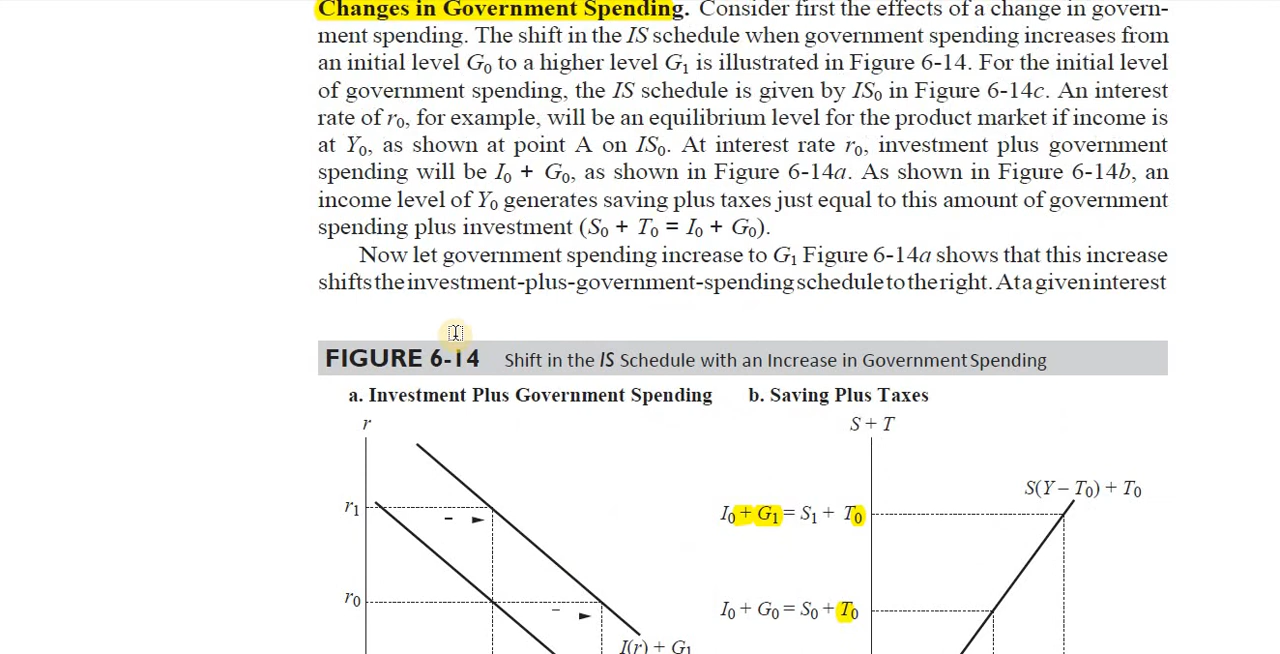 Changes in Government Spending. Consider first the effects of a change in govern-
ment spending. The shift in the IS schedule when government spending increases from
an initial level G₀ to a higher level G₁ is illustrated in Figure 6-14. For the initial level
of government spending, the IS schedule is given by IS₀ in Figure 6-14c. An interest
rate of r₀, for example, will be an equilibrium level for the product market if income is
at Y₀, as shown at point A on IS₀. At interest rate r₀, investment plus government
spending will be I₀ + G₀, as shown in Figure 6-14a. As shown in Figure 6-14b, an
income level of Y₀ generates saving plus taxes just equal to this amount of government
spending plus investment (S₀ + T₀ = I₀ + G₀).
Now let government spending increase to G₁ Figure 6-14a shows that this increase
shifts the investment-plus-government-spending schedule to the right. At a given interest
FIGURE 6-14 Shift in the IS Schedule with an Increase in Government Spending
a. Investment Plus Government Spending
r
r₁
r₀
I(r) + G₁
b. Saving Plus Taxes
S + T
S(Y – T₀) + T₀
I₀ + G₁ = S₁ + T₀
I₀ + G₀ = S₀ + T₀